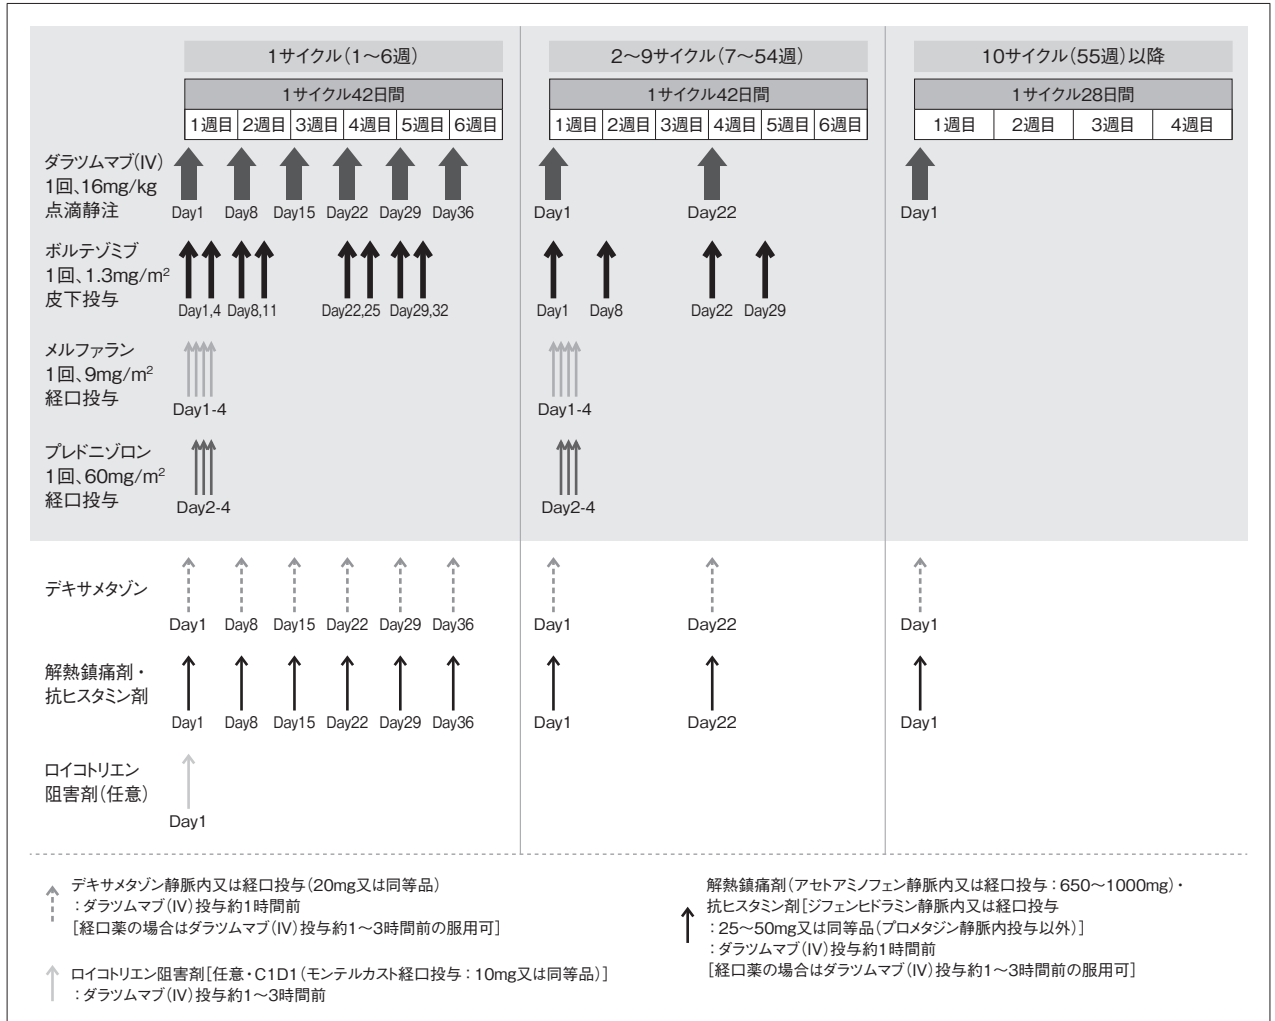 1サイクル（1〜6週）
2〜9サイクル（7〜54週）
10サイクル（55週）以降
1サイクル42日間
1サイクル42日間
1サイクル28日間
1週目 2週目 3週目 4週目 5週目 6週目
1週目 2週目 3週目 4週目 5週目 6週目
1週目 2週目 3週目 4週目
ダラツムマブ(IV)
1回、16mg/kg
点滴静注
Day1 Day8 Day15 Day22 Day29 Day36
Day1 Day22
Day1
ボルテゾミブ
1回、1.3mg/m²
皮下投与
Day1,4 Day8,11 Day22,25 Day29,32
Day1 Day8 Day22 Day29
メルファラン
1回、9mg/m²
経口投与
Day1-4
Day1-4
プレドニゾロン
1回、60mg/m²
経口投与
Day2-4
Day2-4
デキサメタゾン
Day1 Day8 Day15 Day22 Day29 Day36
Day1 Day22
Day1
解熱鎮痛剤・
抗ヒスタミン剤
Day1 Day8 Day15 Day22 Day29 Day36
Day1 Day22
Day1
ロイコトリエン
阻害剤（任意）
Day1
デキサメタゾン静脈内又は経口投与（20mg又は同等品）
：ダラツムマブ(IV)投与約1時間前
［経口薬の場合はダラツムマブ(IV)投与約1〜3時間前の服用可］
ロイコトリエン阻害剤［任意・C1D1（モンテルカスト経口投与：10mg又は同等品）］
：ダラツムマブ(IV)投与約1〜3時間前
解熱鎮痛剤（アセトアミノフェン静脈内又は経口投与：650〜1000mg）・
抗ヒスタミン剤［ジフェンヒドラミン静脈内又は経口投与
：25〜50mg又は同等品（プロメタジン静脈内投与以外）］
：ダラツムマブ(IV)投与約1時間前
［経口薬の場合はダラツムマブ(IV)投与約1〜3時間前の服用可］